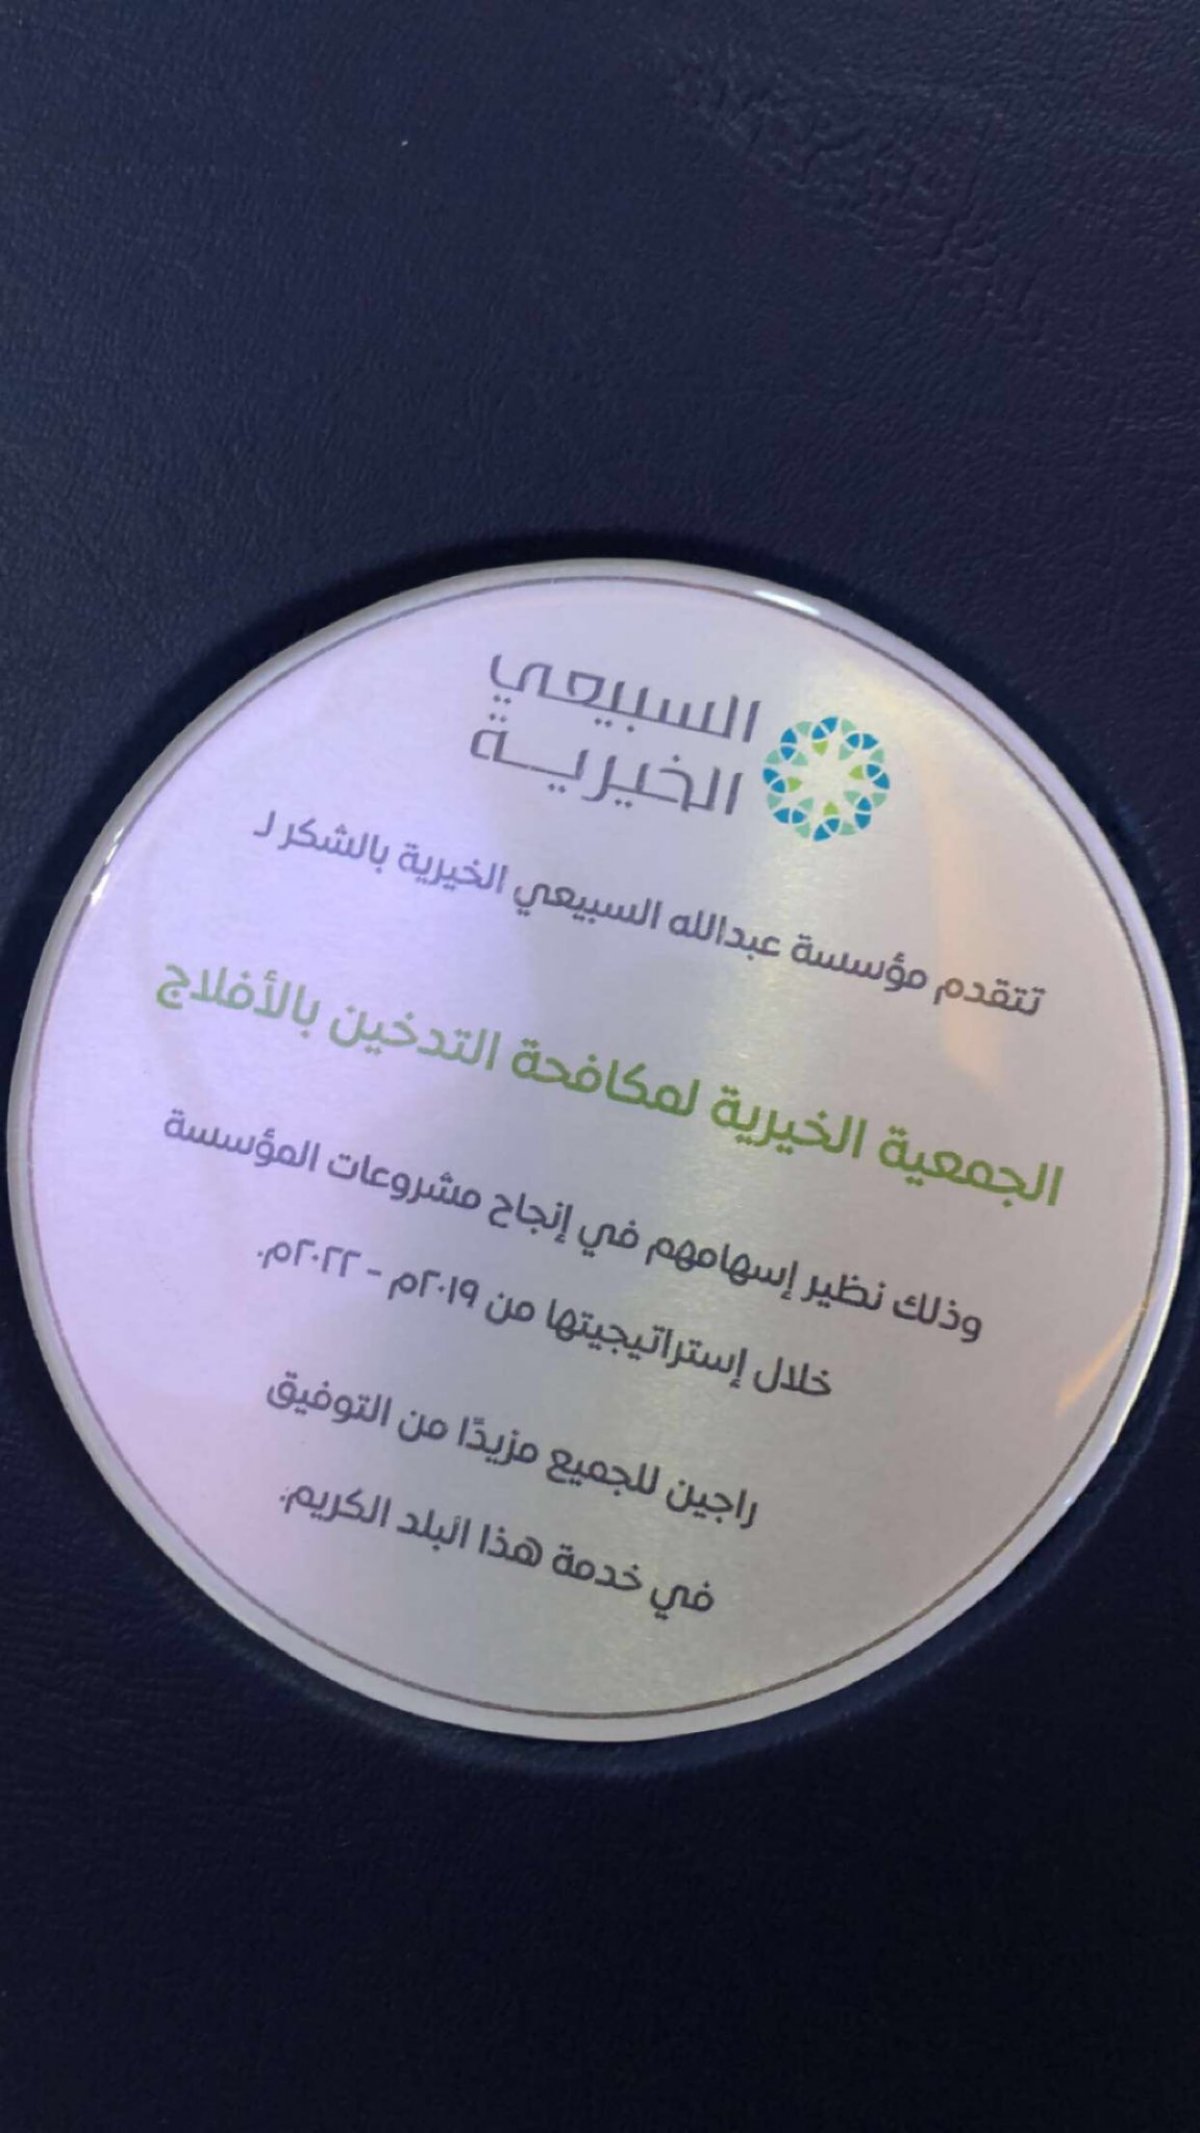 السبيعي
الخيرية
تتقدم مؤسسة عبدالله السبيعي الخيرية بالشكر لـ
الجمعية الخيرية لمكافحة التدخين بالأفلاج
وذلك نظير إسهامهم في إنجاح مشروعات المؤسسة
خلال إستراتيجيتها من ٢٠١٩م - ٢٠٢٢م.
راجين للجميع مزيدًا من التوفيق
في خدمة هذا البلد الكريم.